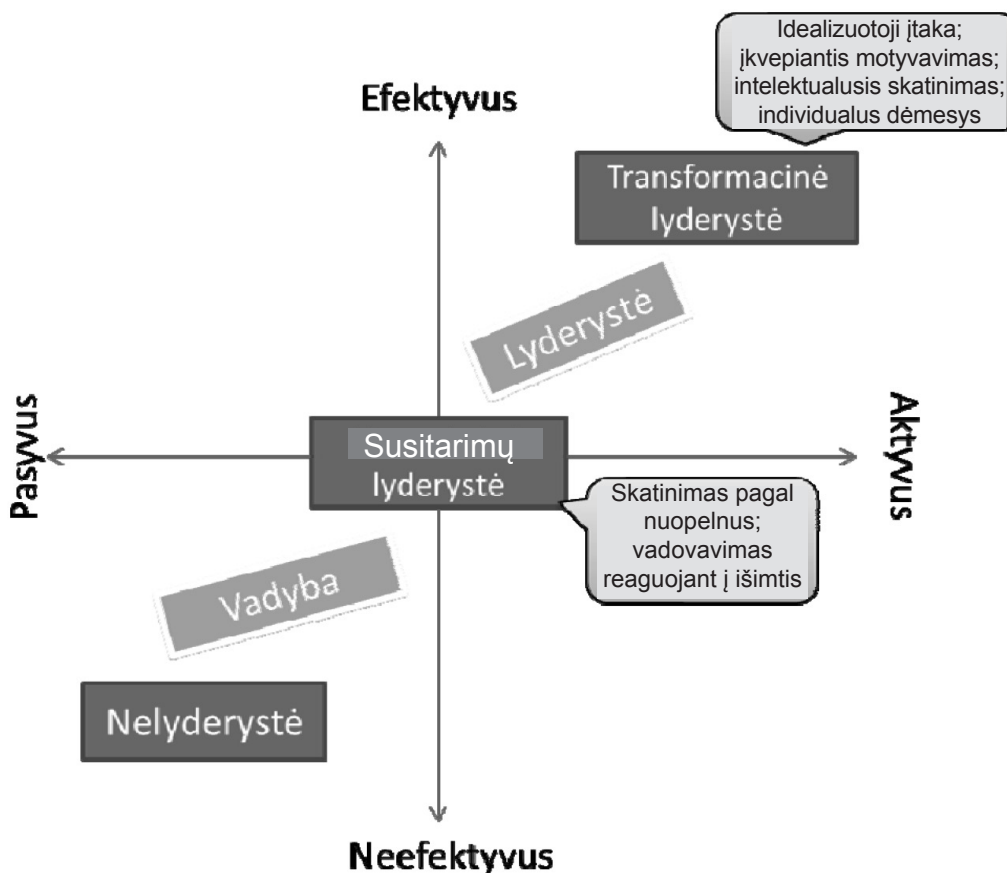 Idealizuotoji įtaka;
įkvepiantis motyvavimas;
intelektualusis skatinimas;
individualus dėmesys
Efektyvus
Transformacinė
lyderystė
Lyderystė
Pasyvus
Susitarimų
lyderystė
Aktyvus
Skatinimas pagal
nuopelnus;
vadovavimas
reaguojant į išimtis
Vadyba
Nelyderystė
Neefektyvus